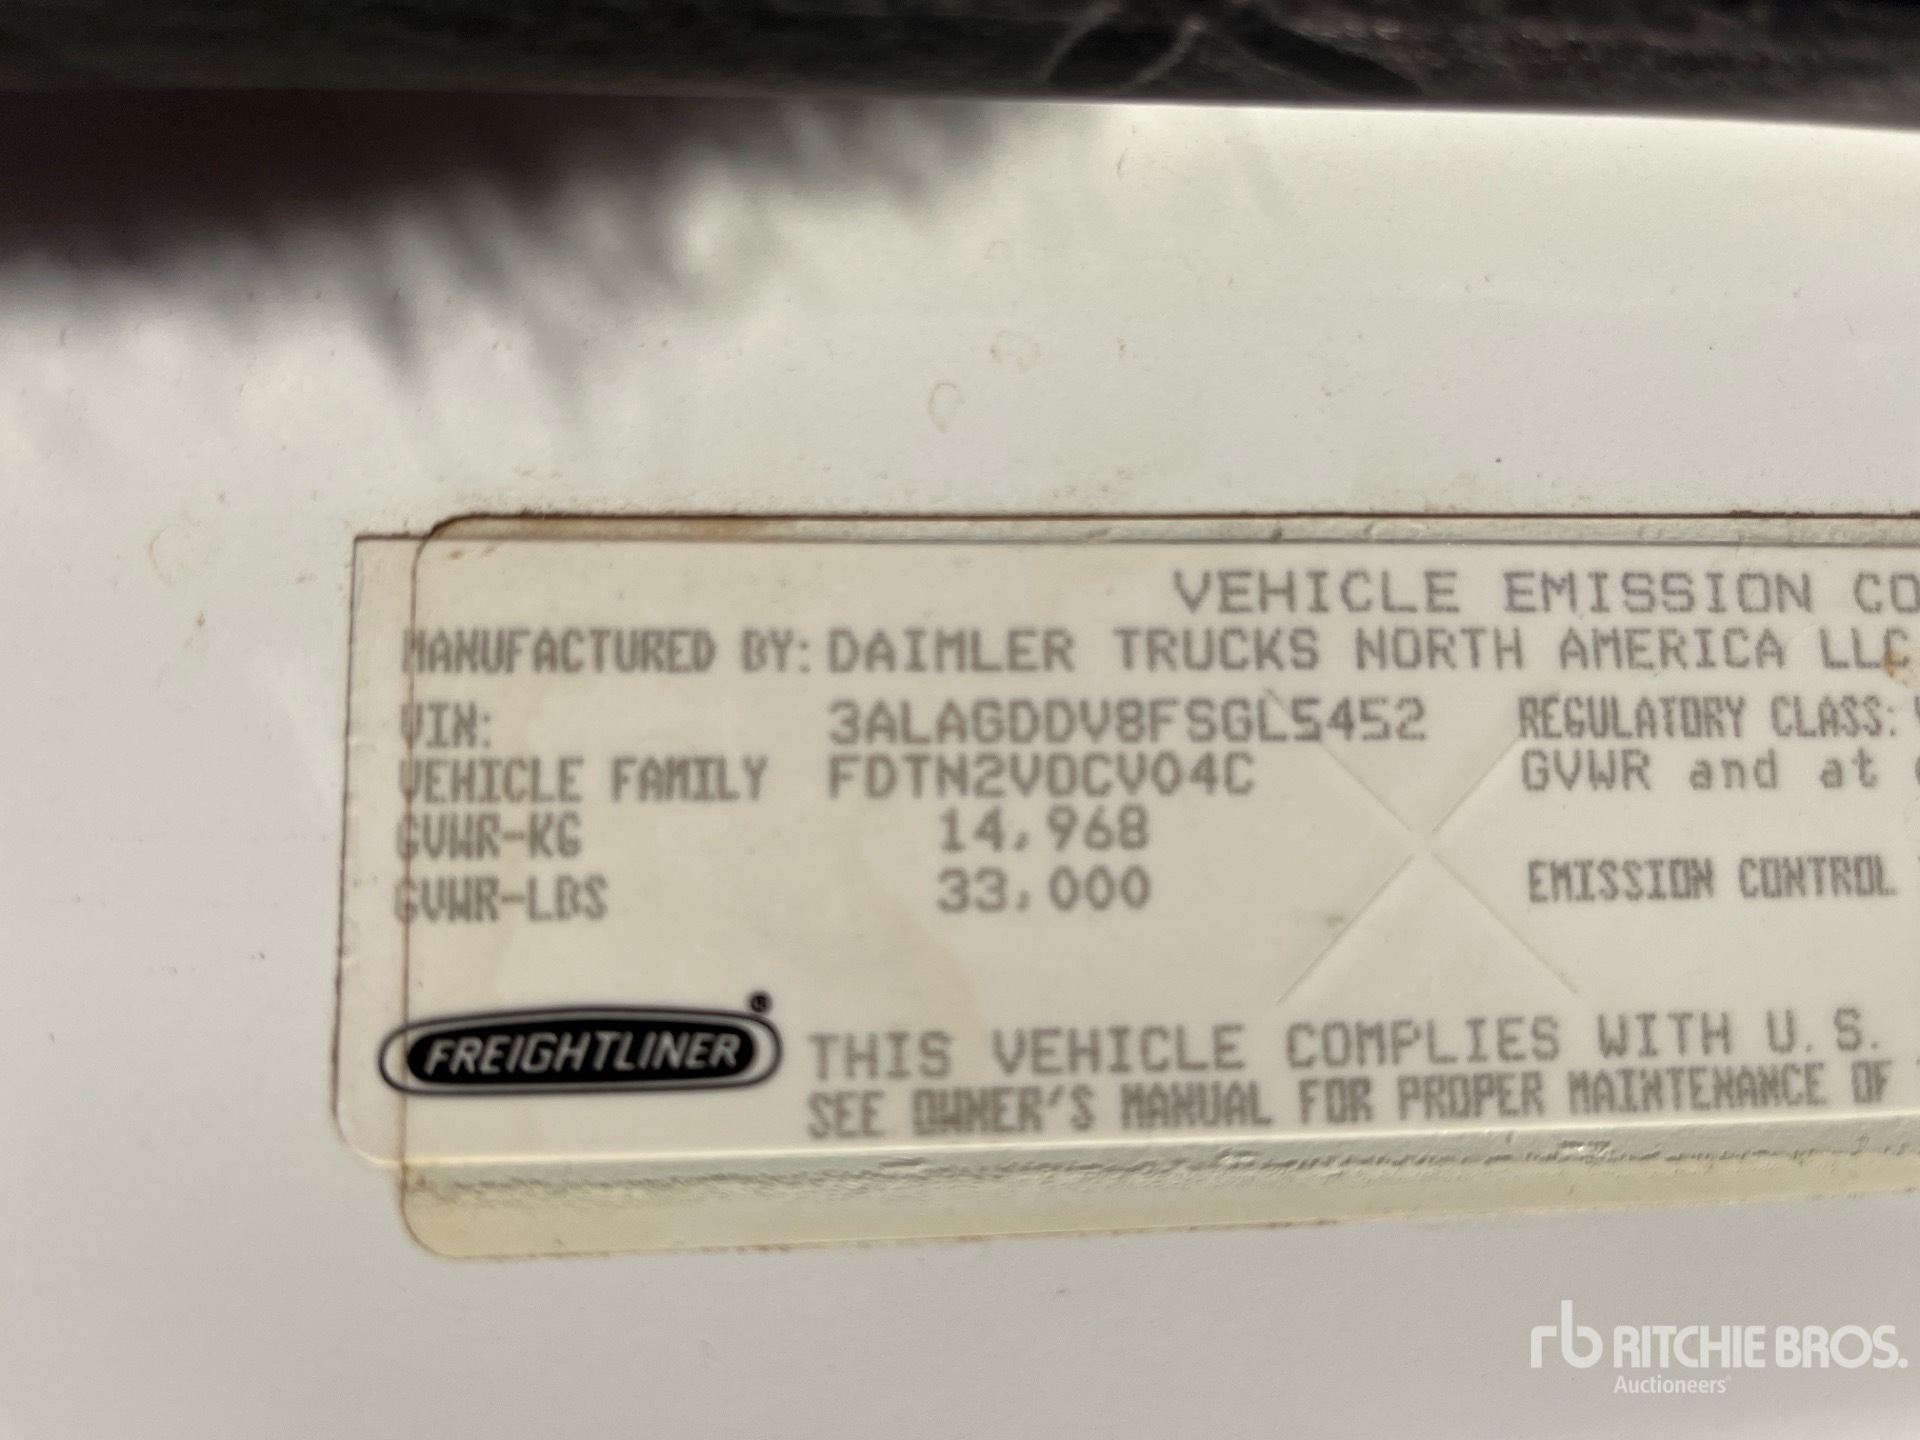 VEHICLE EMISSION CO
MANUFACTURED BY: DAIMLER TRUCKS NORTH AMERICA LLC
VIN: 3ALAGDDV8FSGL5452 REGULATORY CLASS:
VEHICLE FAMILY FDTN2VOCV04C GVWR and at
GVWR-KG 14,968
GVWR-LBS 33,000 EMISSION CONTROL
FREIGHTLINER®
THIS VEHICLE COMPLIES WITH U.S.
SEE OWNER'S MANUAL FOR PROPER MAINTENANCE OF
rb RITCHIE BROS.
Auctioneers